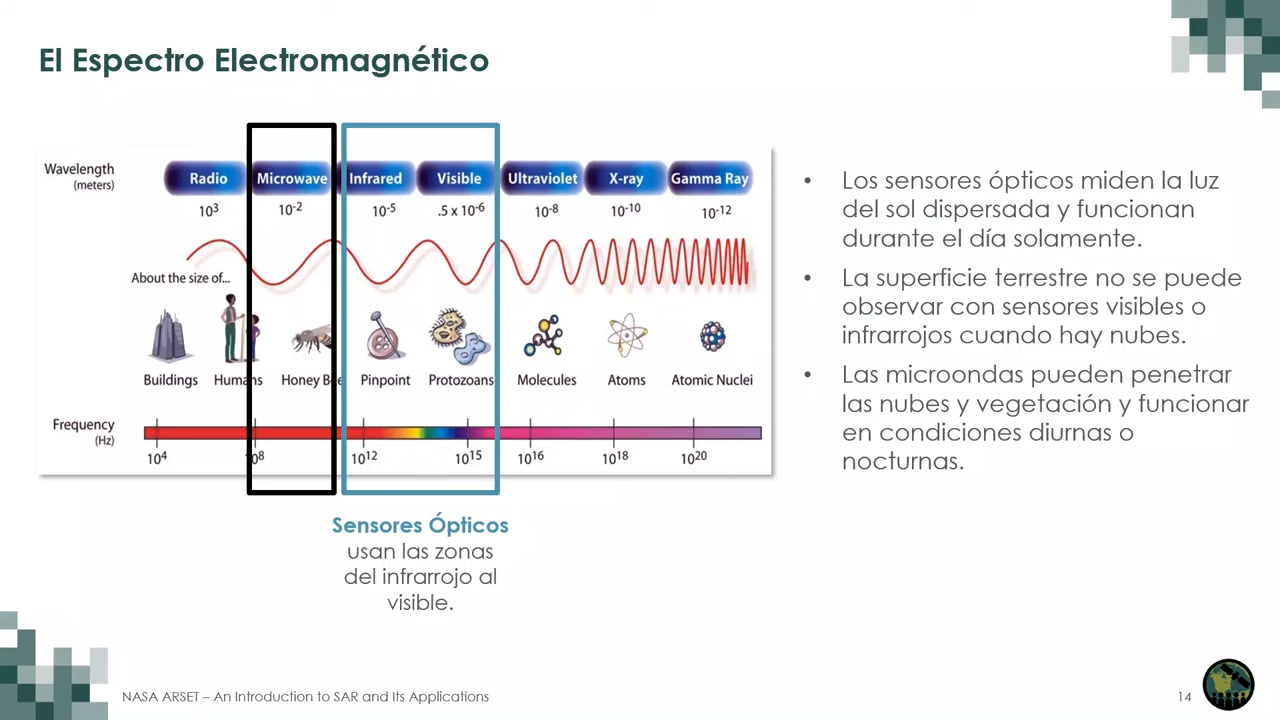 El Espectro Electromagnético
Wavelength
(meters)
Radio
Microwave
Infrared
Visible
Ultraviolet
X-ray
Gamma Ray
10³
10⁻²
10⁻⁵
.5 x 10⁻⁶
10⁻⁸
10⁻¹⁰
10⁻¹²
About the size of...
Buildings
Humans
Honey Bee
Pinpoint
Protozoans
Molecules
Atoms
Atomic Nuclei
Frequency
(Hz)
10⁴
10⁸
10¹²
10¹⁵
10¹⁶
10¹⁸
10²⁰
Sensores Ópticos
usan las zonas
del infrarrojo al
visible.
• Los sensores ópticos miden la luz
del sol dispersada y funcionan
durante el día solamente.
• La superficie terrestre no se puede
observar con sensores visibles o
infrarrojos cuando hay nubes.
• Las microondas pueden penetrar
las nubes y vegetación y funcionar
en condiciones diurnas o
nocturnas.
NASA ARSET – An Introduction to SAR and Its Applications
14